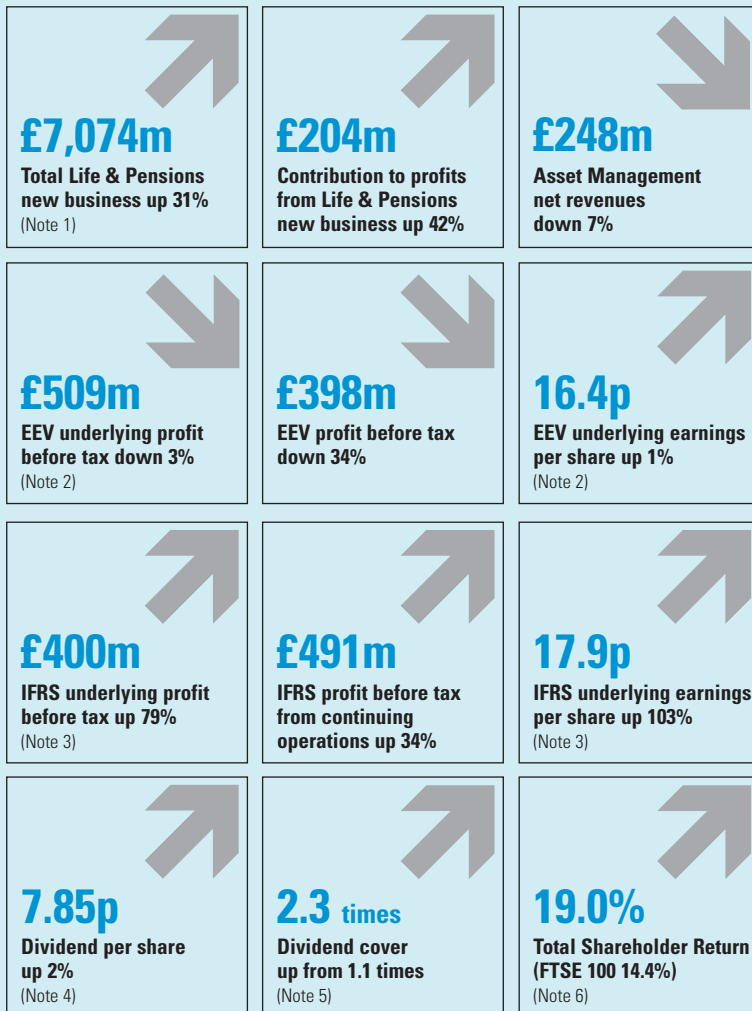 £7,074m
Total Life & Pensions
new business up 31%
(Note 1)
£204m
Contribution to profits
from Life & Pensions
new business up 42%
£248m
Asset Management
net revenues
down 7%
£509m
EEV underlying profit
before tax down 3%
(Note 2)
£398m
EEV profit before tax
down 34%
16.4p
EEV underlying earnings
per share up 1%
(Note 2)
£400m
IFRS underlying profit
before tax up 79%
(Note 3)
£491m
IFRS profit before tax
from continuing
operations up 34%
17.9p
IFRS underlying earnings
per share up 103%
(Note 3)
7.85p
Dividend per share
up 2%
(Note 4)
2.3 times
Dividend cover
up from 1.1 times
(Note 5)
19.0%
Total Shareholder Return
(FTSE 100 14.4%)
(Note 6)